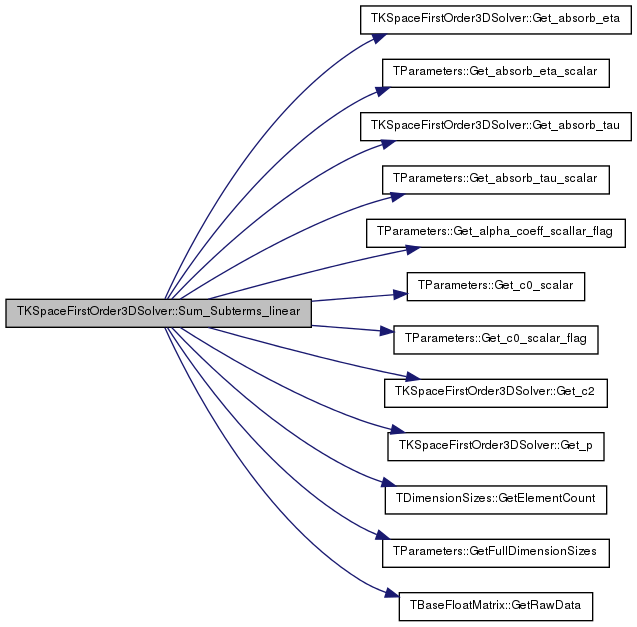 TKSpaceFirstOrder3DSolver::Sum_Subterms_linear
TKSpaceFirstOrder3DSolver::Get_absorb_eta
TParameters::Get_absorb_eta_scalar
TKSpaceFirstOrder3DSolver::Get_absorb_tau
TParameters::Get_absorb_tau_scalar
TParameters::Get_alpha_coeff_scallar_flag
TParameters::Get_c0_scalar
TParameters::Get_c0_scalar_flag
TKSpaceFirstOrder3DSolver::Get_c2
TKSpaceFirstOrder3DSolver::Get_p
TDimensionSizes::GetElementCount
TParameters::GetFullDimensionSizes
TBaseFloatMatrix::GetRawData